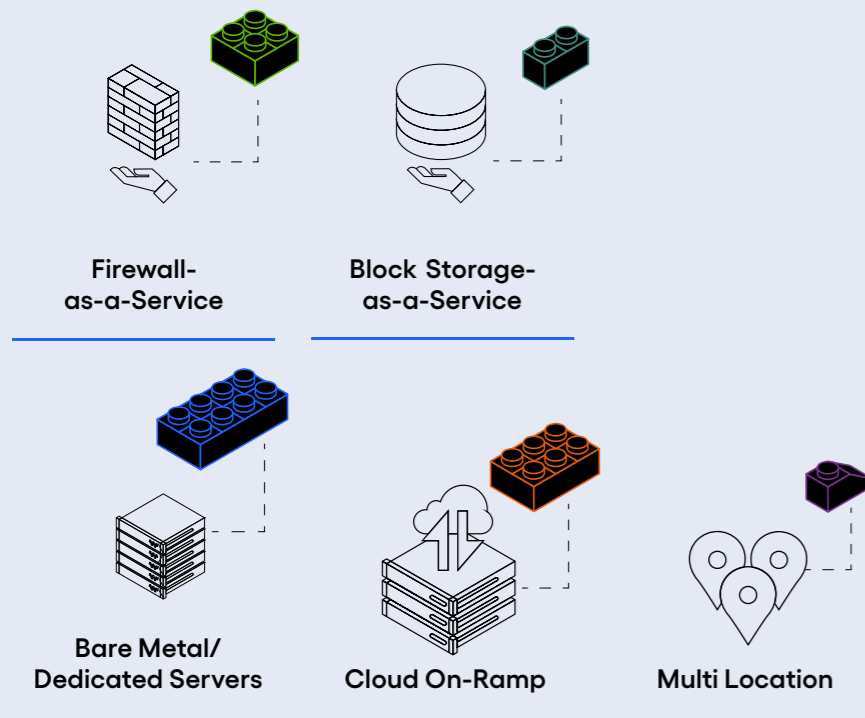 Firewall-
as-a-Service
Block Storage-
as-a-Service
Bare Metal/
Dedicated Servers
Cloud On-Ramp
Multi Location